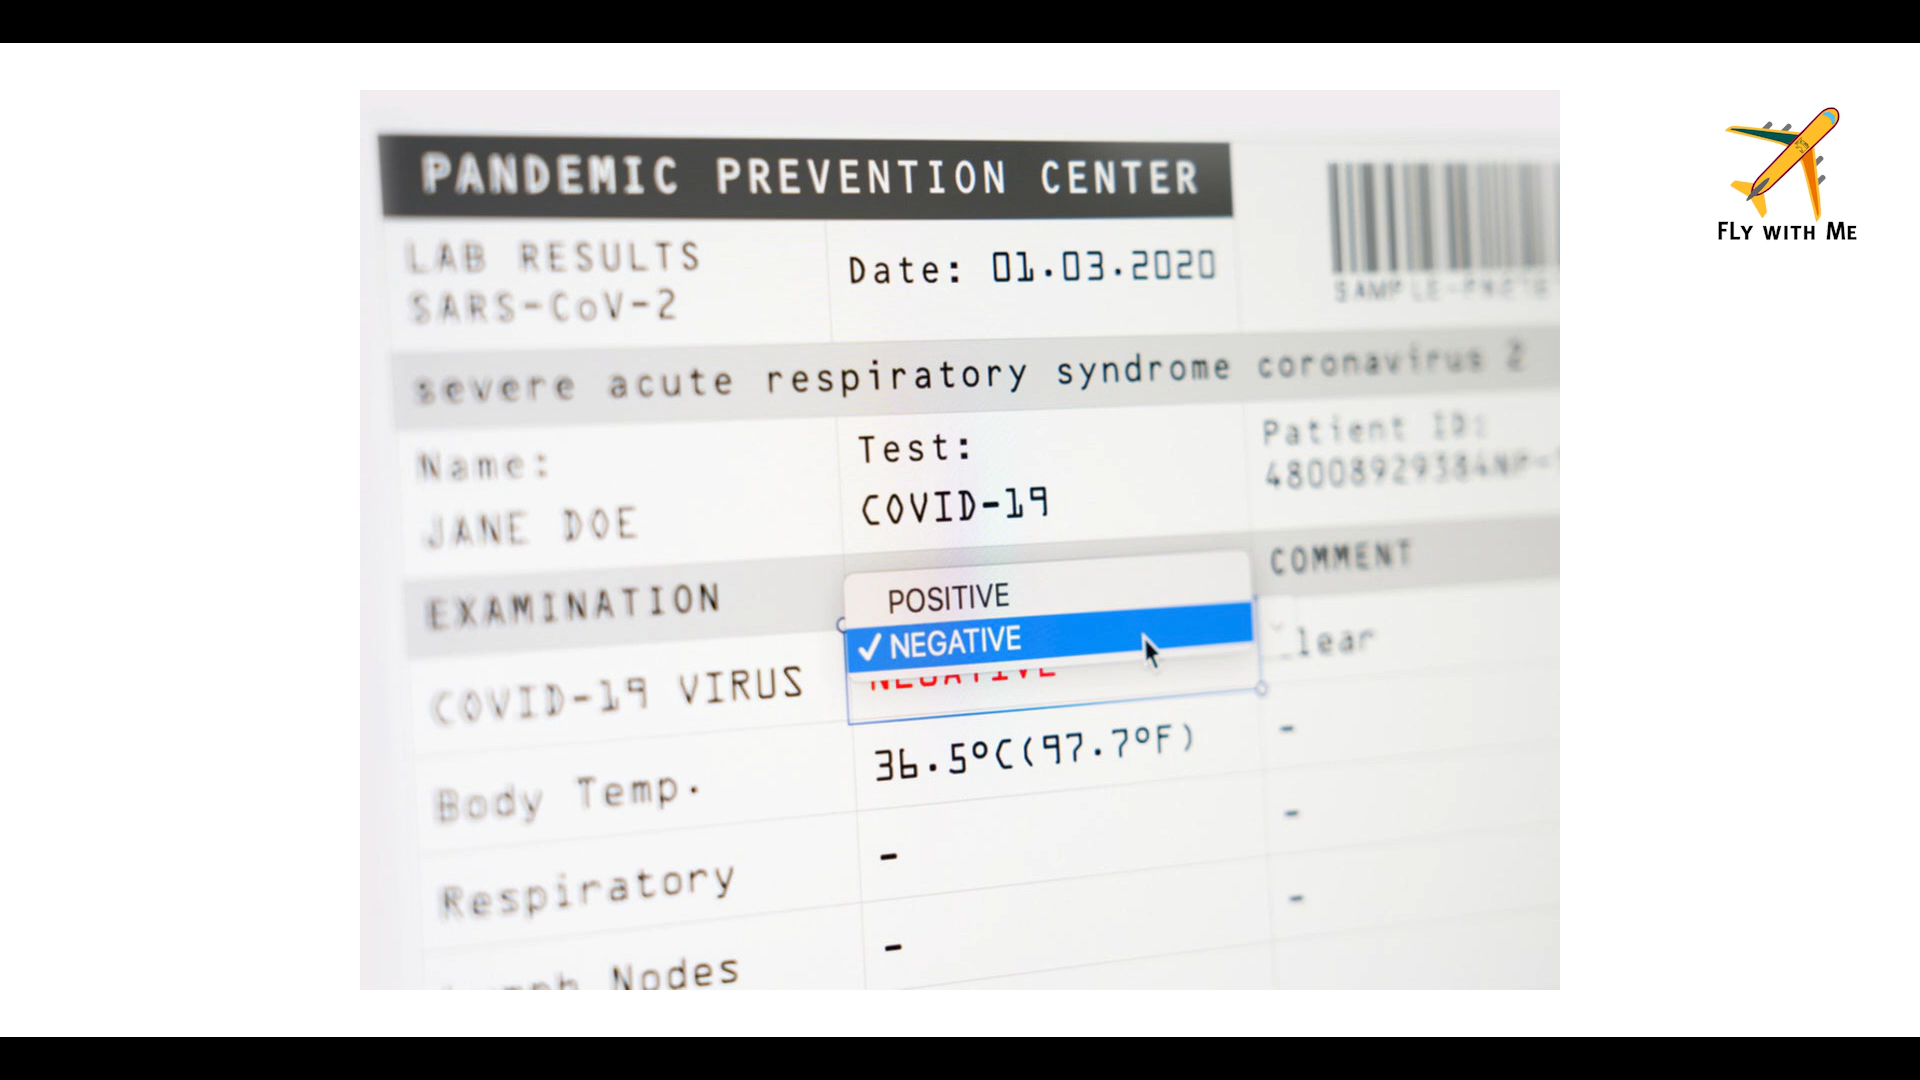 PANDEMIC PREVENTION CENTER
LAB RESULTS
SARS-CoV-2
Date: 01.03.2020
severe acute respiratory syndrome coronavirus 2
Name:
JANE DOE
Test:
COVID-19
Patient ID:
EXAMINATION
COMMENT
POSITIVE
✓ NEGATIVE
NEGATIVE
COVID-19 VIRUS
Body Temp.
36.5°C(97.7°F)
-
-
Respiratory
-
-
Nodes
-
FLy with Me